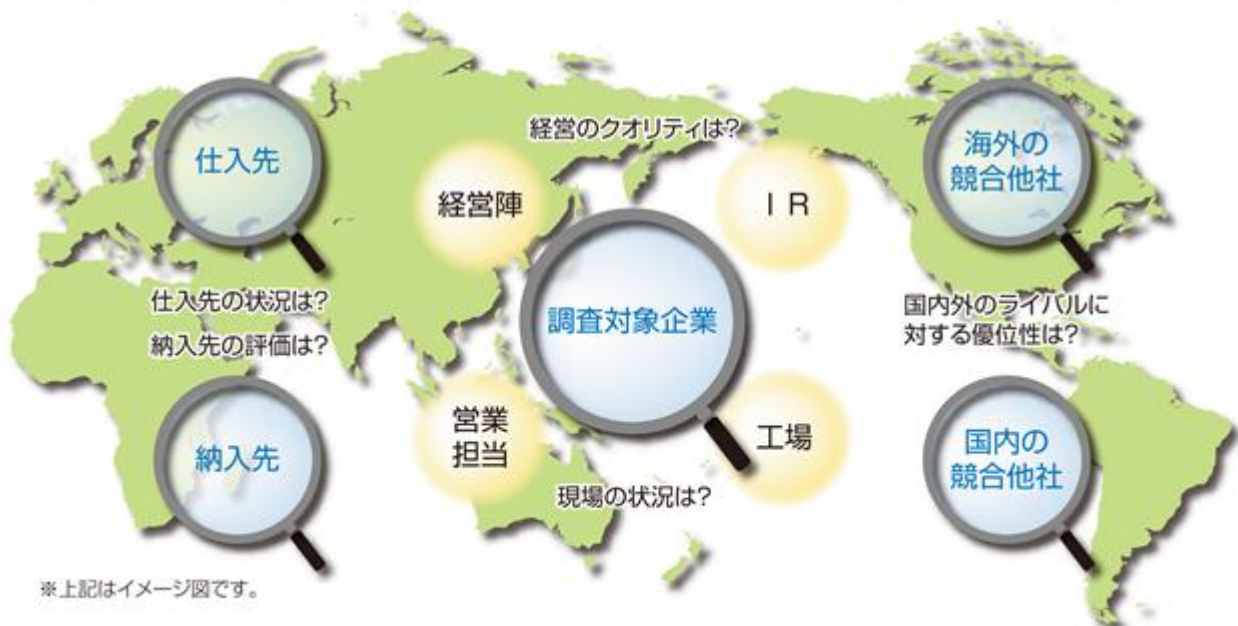 経営のクオリティは?
仕入先
経営陣
IR
海外の
競合他社
調査対象企業
仕入先の状況は?
納入先の評価は?
国内外のライバルに
対する優位性は?
納入先
営業
担当
工場
国内の
競合他社
現場の状況は?
※上記はイメージ図です。